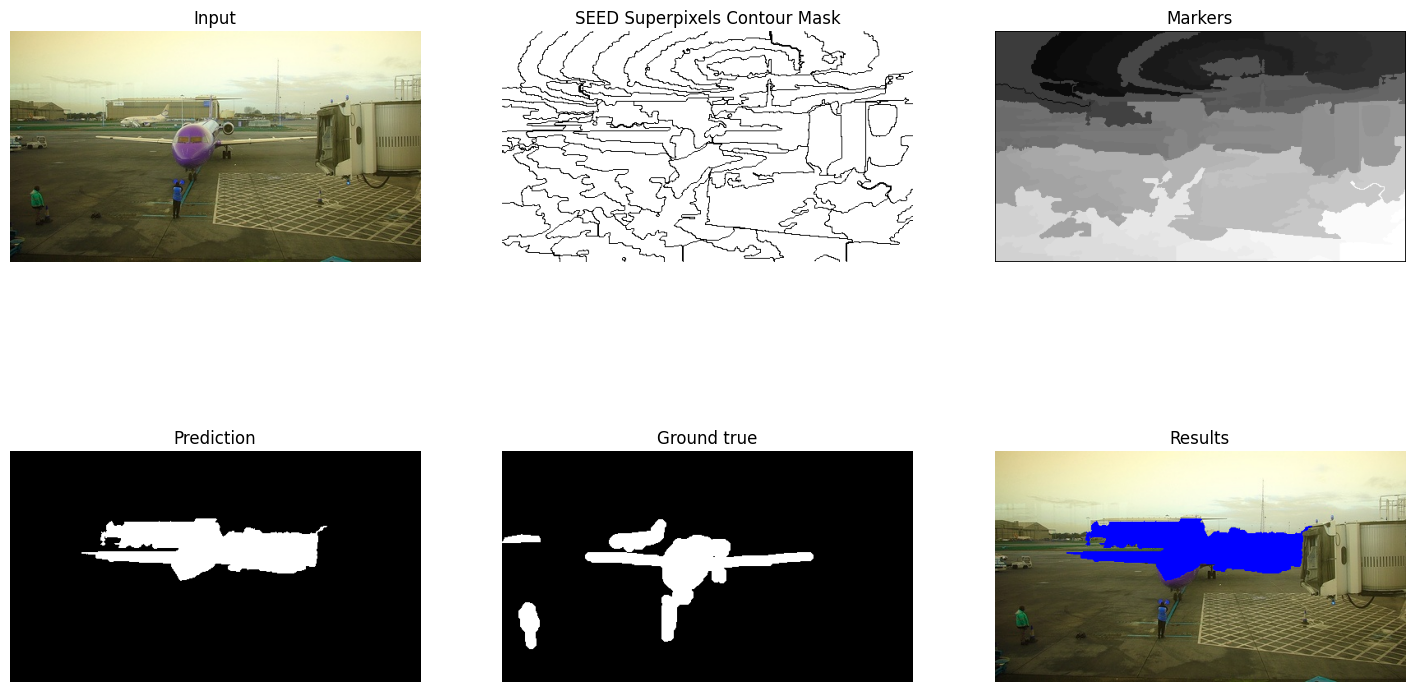 Input
SEED Superpixels Contour Mask
Markers
Prediction
Ground true
Results